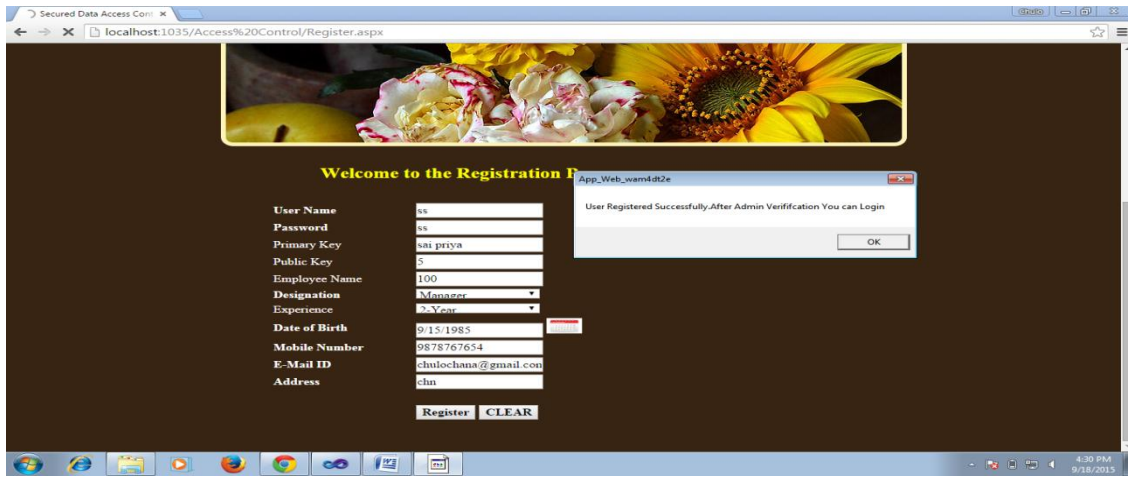 Secured Data Access Cont
Chulo
localhost:1035/Access%20Control/Register.aspx
Welcome to the Registration P
App_Web_wam4dt2e
User Registered Successfully.After Admin Verififcation You can Login
OK
User Name ss
Password ss
Primary Key sai priya
Public Key 5
Employee Name 100
Designation Manager
Experience 2-Year
Date of Birth 9/15/1985
Mobile Number 9878767654
E-Mail ID chulochana@gmail.con
Address chn
Register CLEAR
4:30 PM
9/18/2015